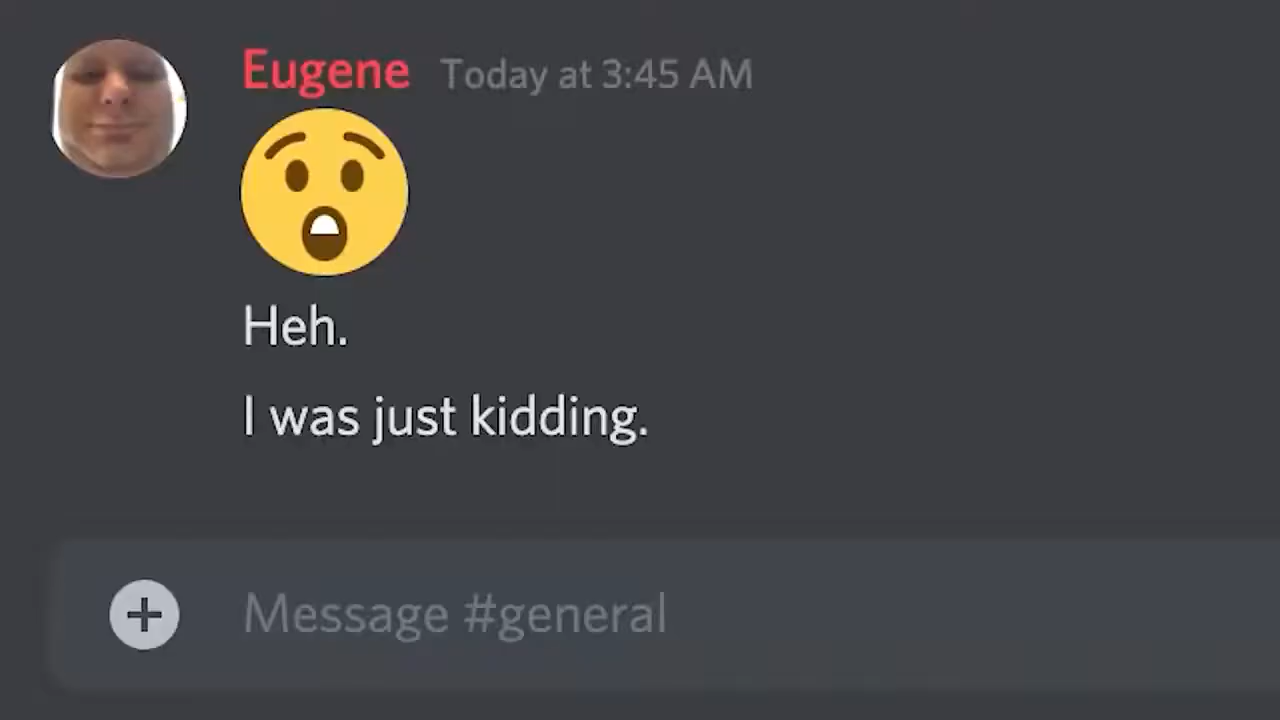 Eugene Today at 3:45 AM
Heh.
I was just kidding.
Message #general